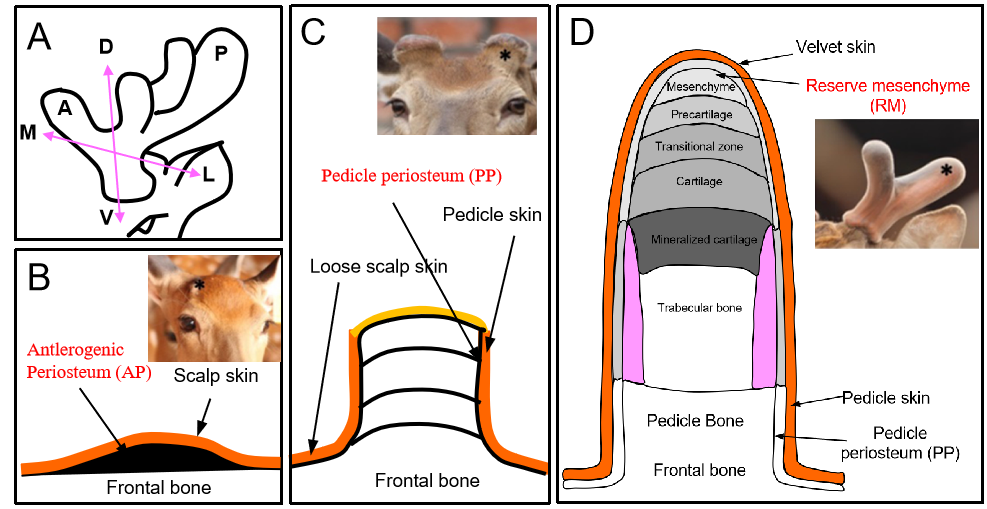 A
D
P
A
M
L
V
B
Antlerogenic
Periosteum (AP)
Scalp skin
Frontal bone
C
Pedicle periosteum (PP)
Pedicle skin
Loose scalp skin
Frontal bone
D
Velvet skin
Reserve mesenchyme
(RM)
Mesenchyme
Precartilage
Transitional zone
Cartilage
Mineralized cartilage
Trabecular bone
Pedicle skin
Pedicle Bone
Pedicle
periosteum (PP)
Frontal bone